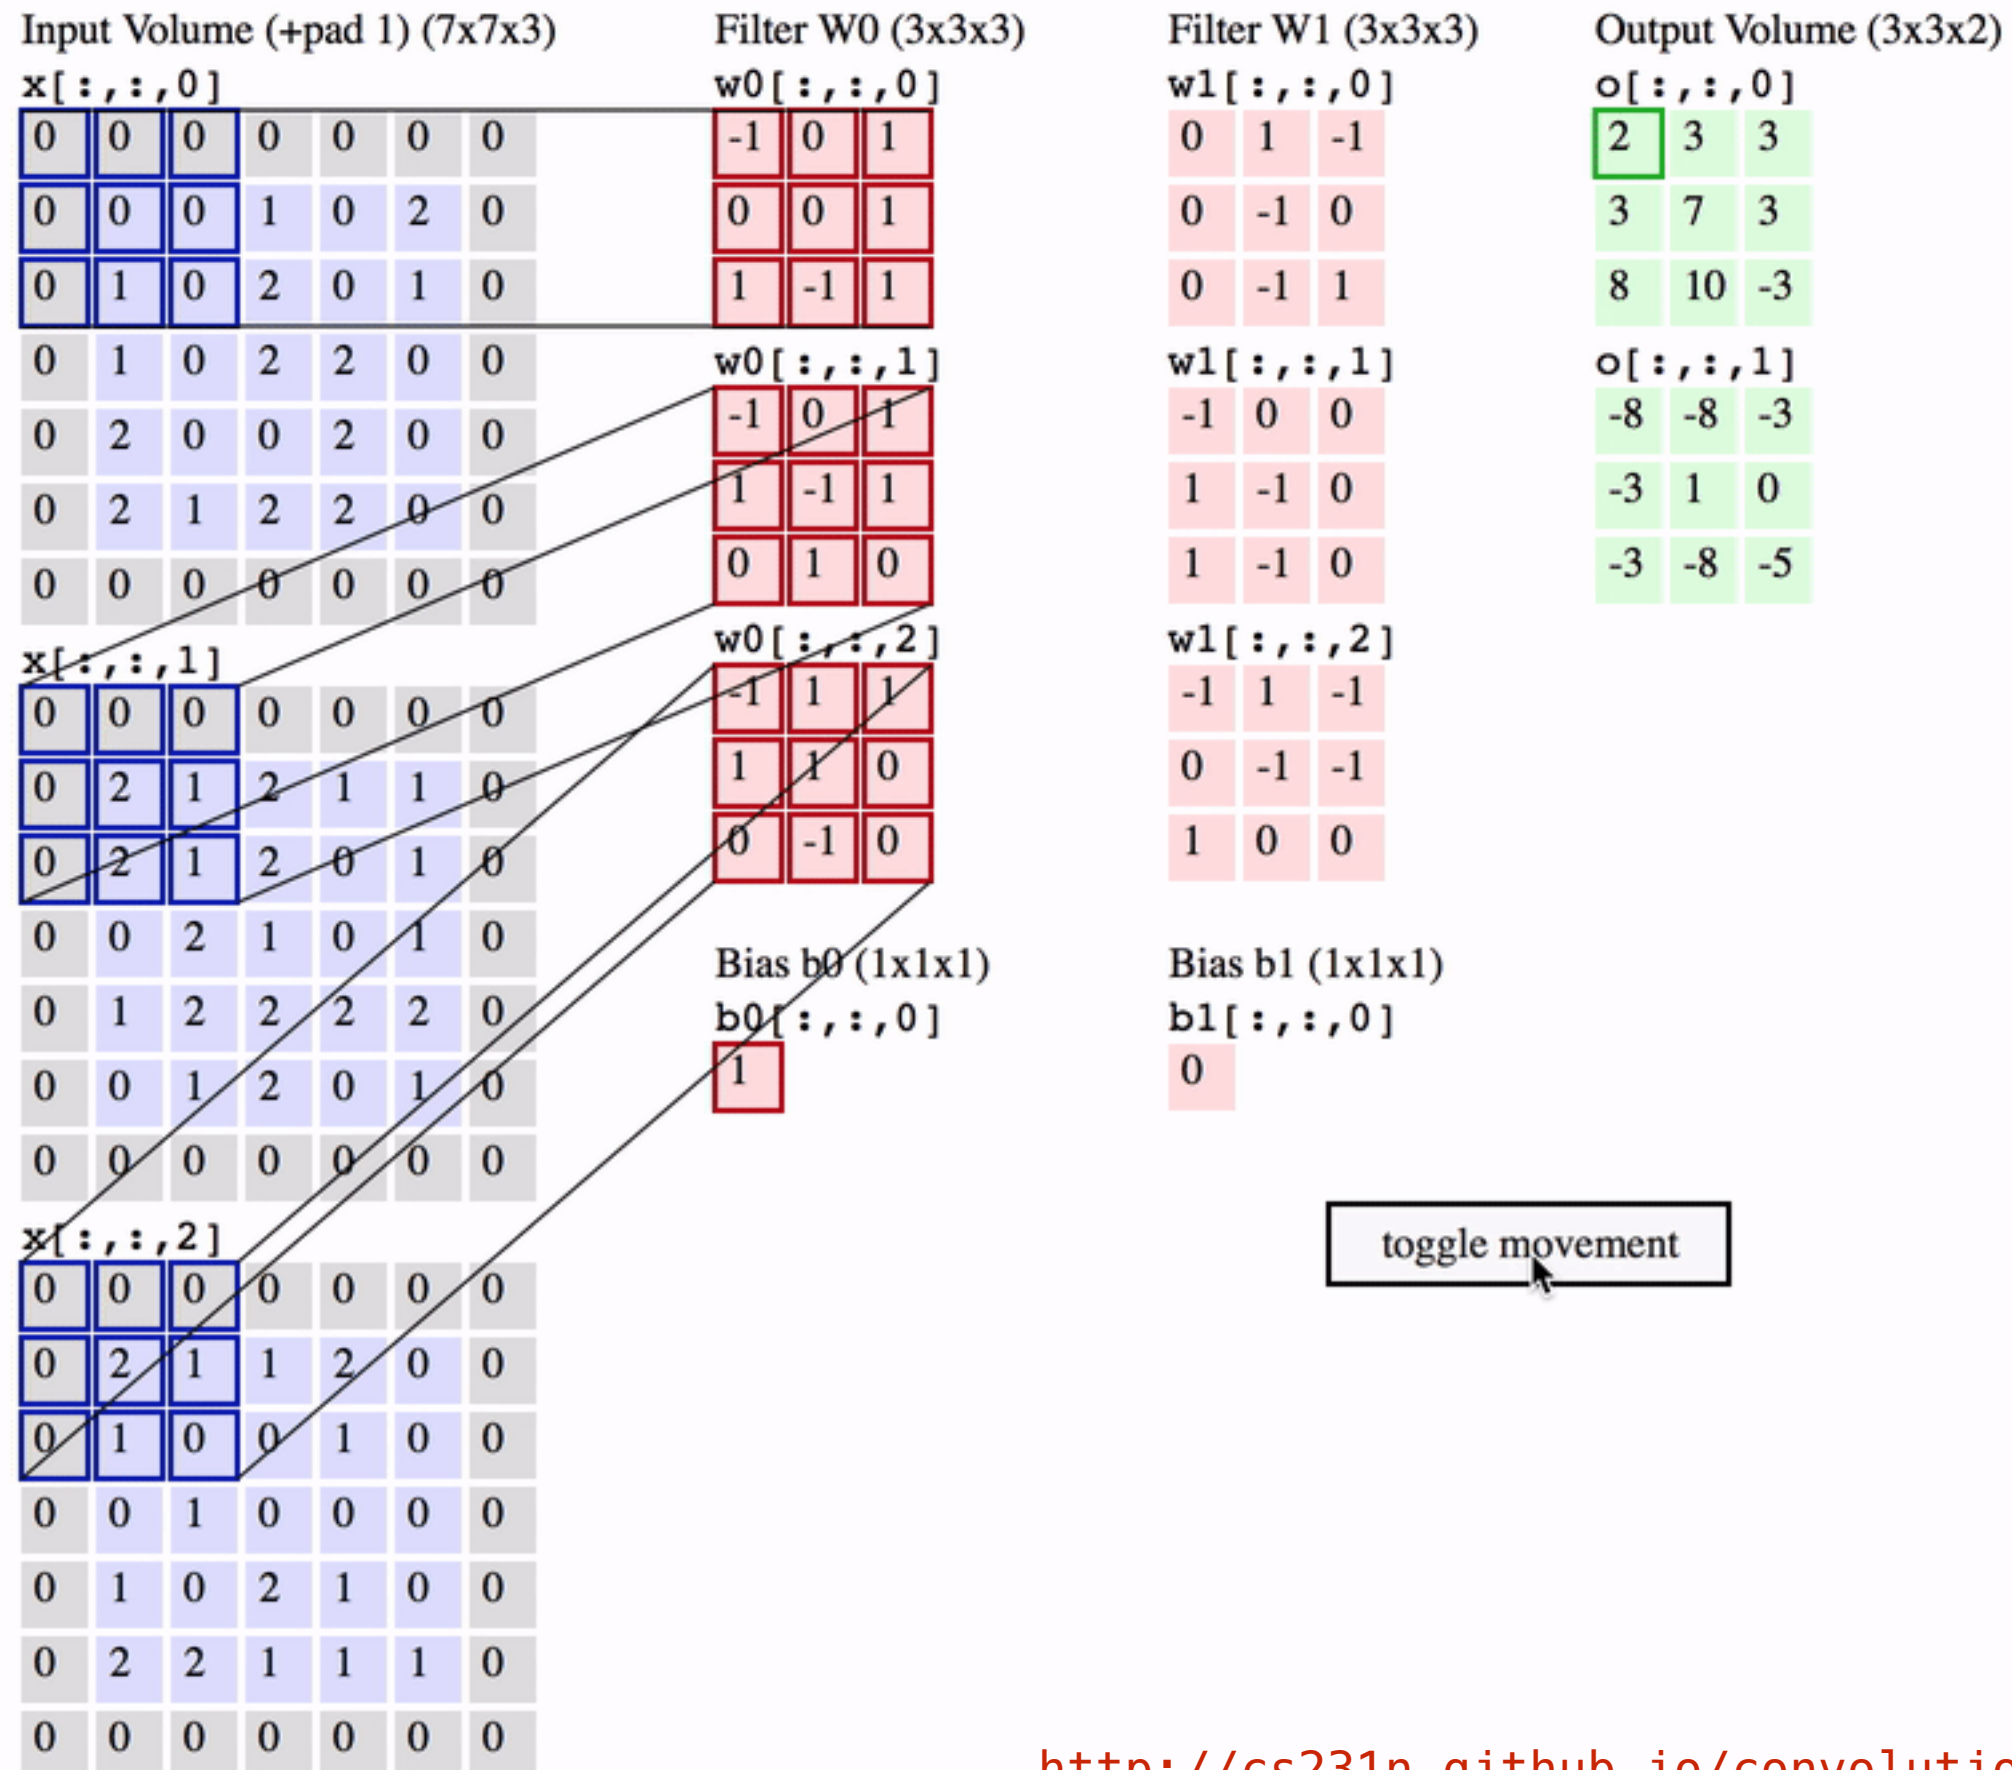 Input Volume (+pad 1) (7x7x3)
x[:,:,0]
0 0 0 0 0 0 0
0 0 0 1 0 2 0
0 1 0 2 0 1 0
0 1 0 2 2 0 0
0 2 0 0 2 0 0
0 2 1 2 2 0 0
0 0 0 0 0 0 0
x[:,:,1]
0 0 0 0 0 0 0
0 2 1 2 1 1 0
0 2 1 2 0 1 0
0 0 2 1 0 1 0
0 1 2 2 2 2 0
0 0 1 2 0 1 0
0 0 0 0 0 0 0
x[:,:,2]
0 0 0 0 0 0 0
0 2 1 1 2 0 0
0 1 0 0 1 0 0
0 0 1 0 0 0 0
0 1 0 2 1 0 0
0 2 2 1 1 1 0
0 0 0 0 0 0 0
Filter W0 (3x3x3)
w0[:,:,0]
-1 0 1
0 0 1
1 -1 1
w0[:,:,1]
-1 0 1
1 -1 1
0 1 0
w0[:,:,2]
-1 1 1
1 1 0
0 -1 0
Bias b0 (1x1x1)
b0[:,:,0]
1
Filter W1 (3x3x3)
w1[:,:,0]
0 1 -1
0 -1 0
0 -1 1
w1[:,:,1]
-1 0 0
1 -1 0
1 -1 0
w1[:,:,2]
-1 1 -1
0 -1 -1
1 0 0
Bias b1 (1x1x1)
b1[:,:,0]
0
Output Volume (3x3x2)
o[:,:,0]
2 3 3
3 7 3
8 10 -3
o[:,:,1]
-8 -8 -3
-3 1 0
-3 -8 -5
toggle movement
http://cs231n.github.io/convolutio